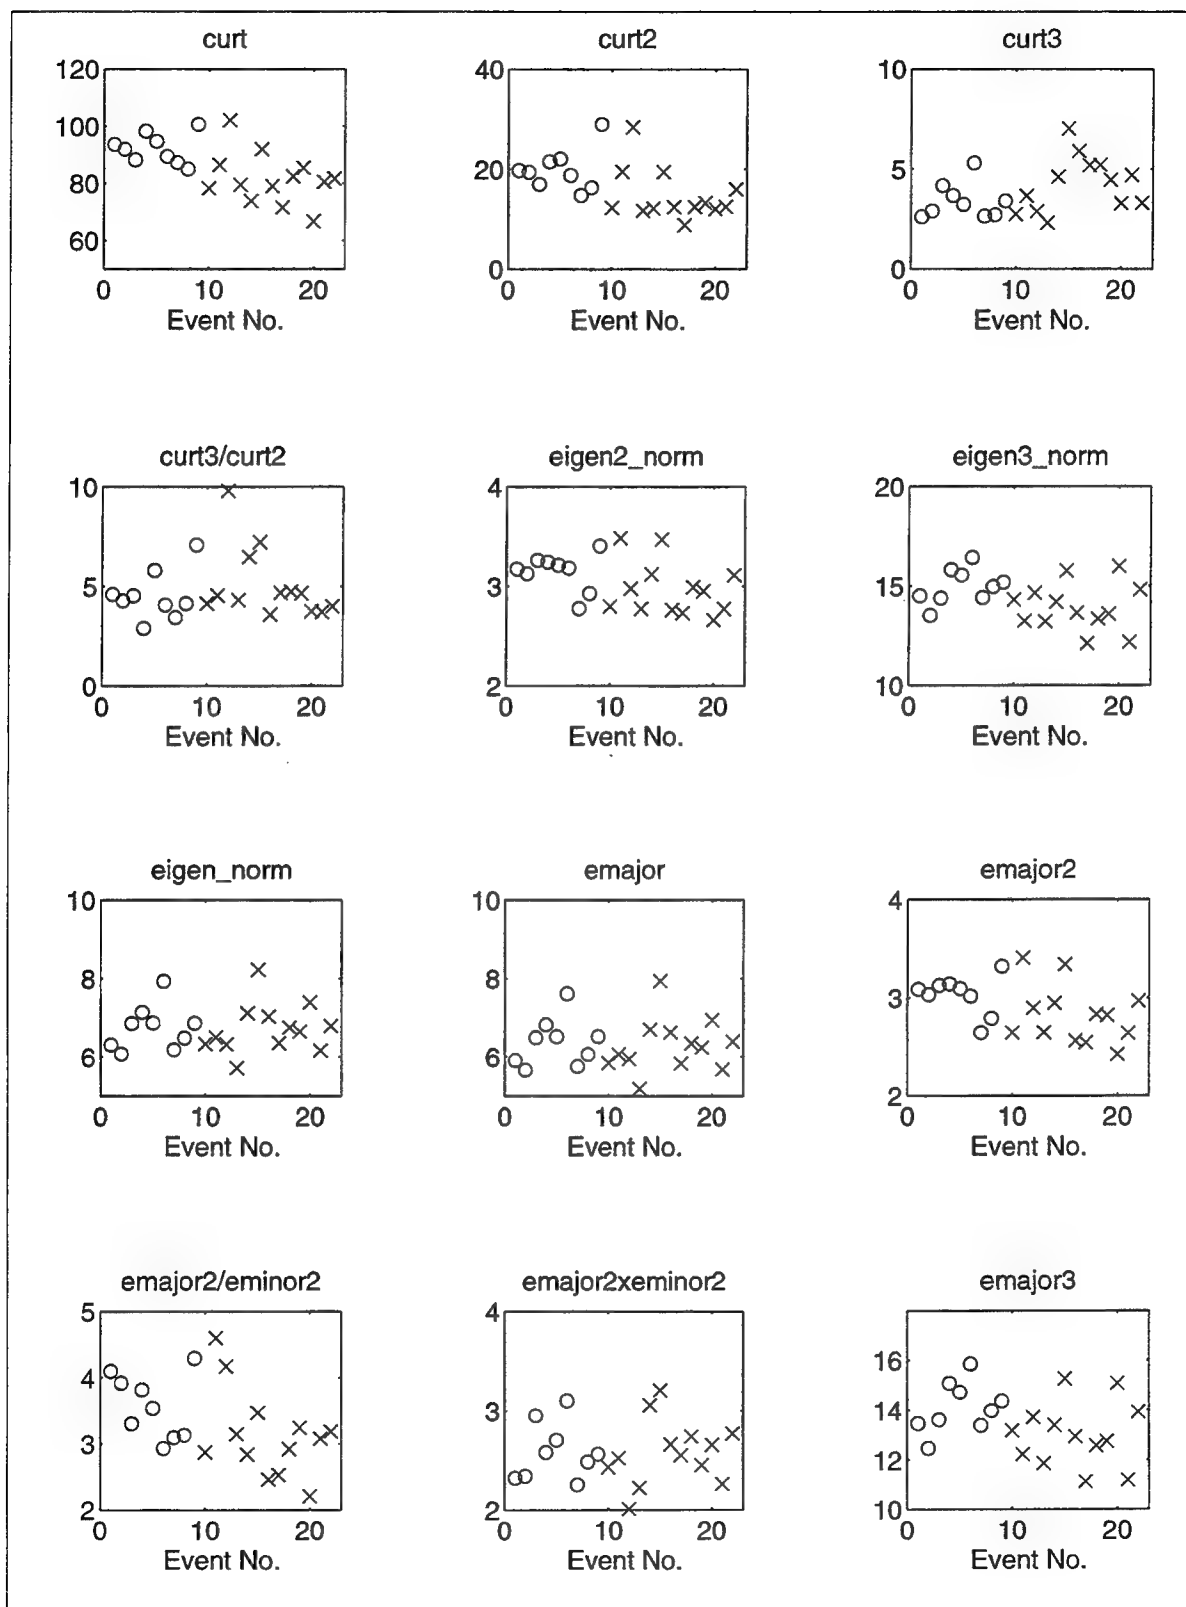 curt curt2 curt3
120 40 10
100
80 20 5
60
0 0
0 10 20 0 10 20 0 10 20
Event No. Event No. Event No.
curt3/curt2 eigen2_norm eigen3_norm
10 4 20
5 3 15
0 2 10
0 10 20 0 10 20 0 10 20
Event No. Event No. Event No.
eigen_norm emajor emajor2
10 10 4
8 8 3
6 6
2
0 10 20 0 10 20 0 10 20
Event No. Event No. Event No.
emajor2/eminor2 emajor2xeminor2 emajor3
5 4
4 16
3 3 14
12
2 2 10
0 10 20 0 10 20 0 10 20
Event No. Event No. Event No.